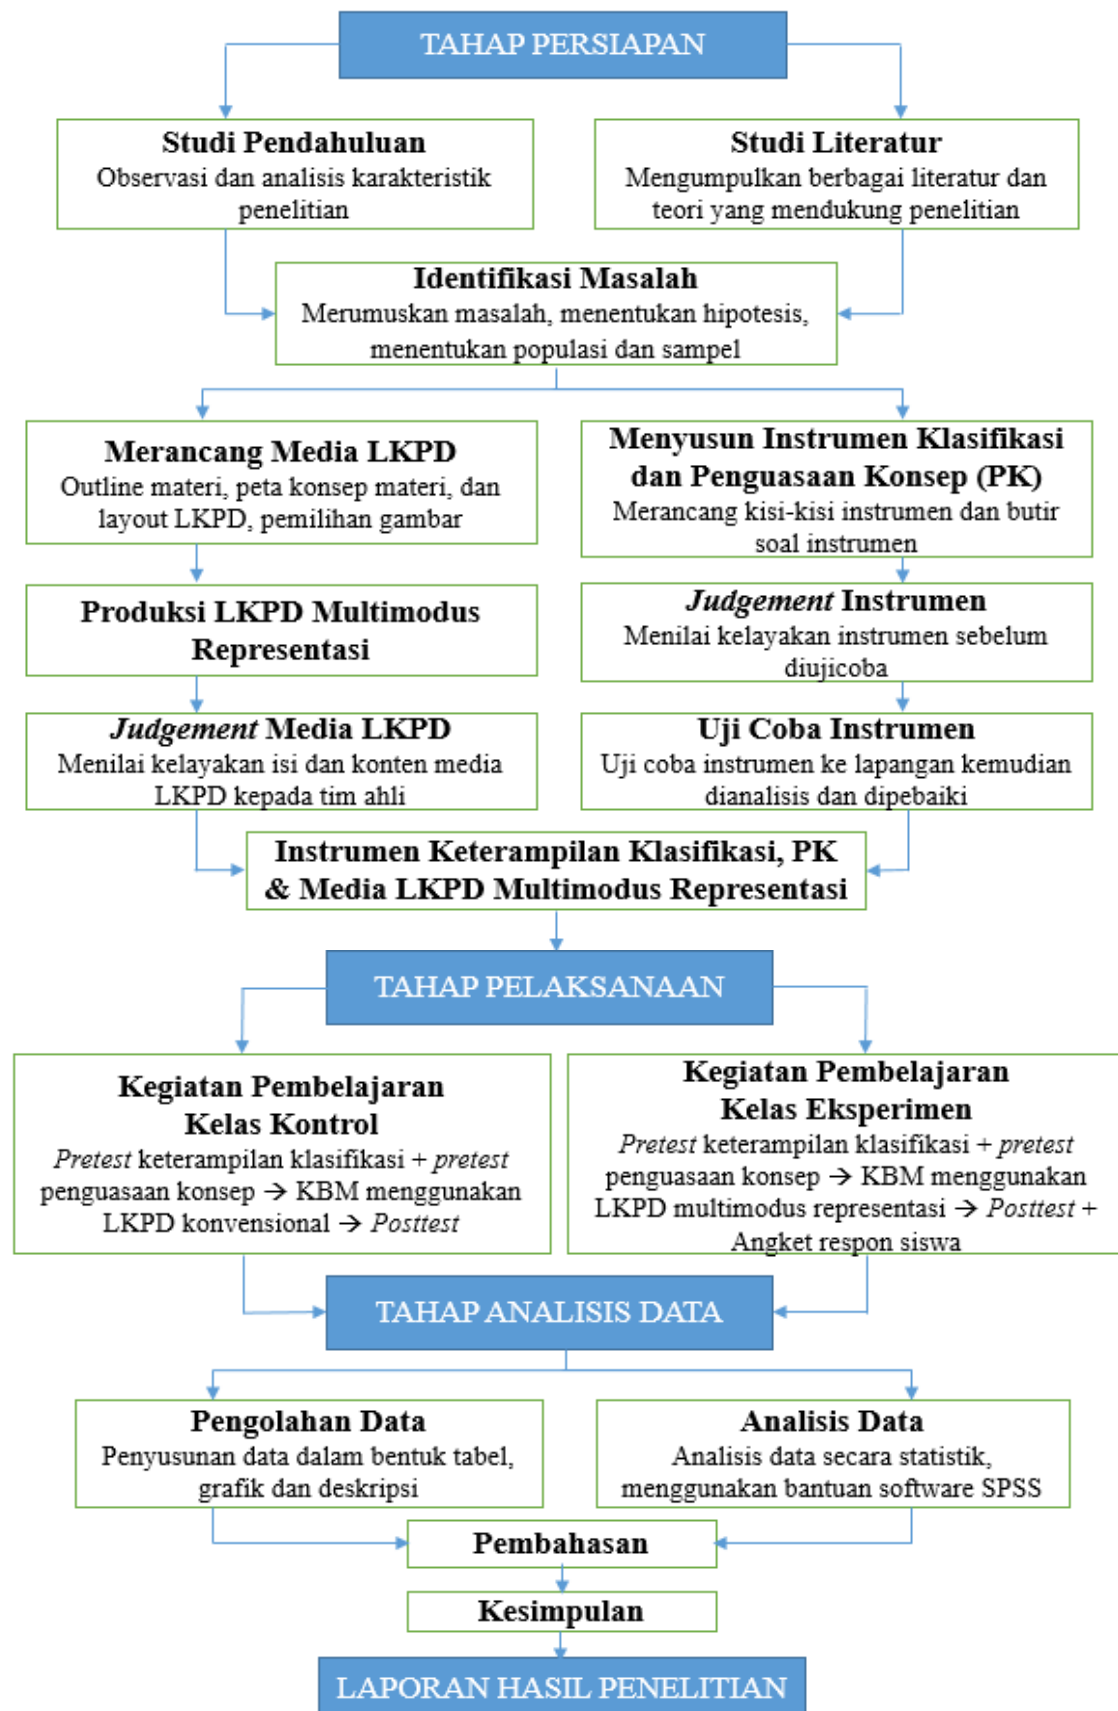 TAHAP PERSIAPAN
Studi Pendahuluan
Observasi dan analisis karakteristik
penelitian
Studi Literatur
Mengumpulkan berbagai literatur dan
teori yang mendukung penelitian
Identifikasi Masalah
Merumuskan masalah, menentukan hipotesis,
menentukan populasi dan sampel
Merancang Media LKPD
Outline materi, peta konsep materi, dan
layout LKPD, pemilihan gambar
Menyusun Instrumen Klasifikasi
dan Penguasaan Konsep (PK)
Merancang kisi-kisi instrumen dan butir
soal instrumen
Produksi LKPD Multimodus
Representasi
Judgement Instrumen
Menilai kelayakan instrumen sebelum
diujicoba
Judgement Media LKPD
Menilai kelayakan isi dan konten media
LKPD kepada tim ahli
Uji Coba Instrumen
Uji coba instrumen ke lapangan kemudian
dianalisis dan dipebaiki
Instrumen Keterampilan Klasifikasi, PK
& Media LKPD Multimodus Representasi
TAHAP PELAKSANAAN
Kegiatan Pembelajaran
Kelas Kontrol
Pretest keterampilan klasifikasi + pretest
penguasaan konsep → KBM menggunakan
LKPD konvensional → Posttest
Kegiatan Pembelajaran
Kelas Eksperimen
Pretest keterampilan klasifikasi + pretest
penguasaan konsep → KBM menggunakan
LKPD multimodus representasi → Posttest +
Angket respon siswa
TAHAP ANALISIS DATA
Pengolahan Data
Penyusunan data dalam bentuk tabel,
grafik dan deskripsi
Analisis Data
Analisis data secara statistik,
menggunakan bantuan software SPSS
Pembahasan
Kesimpulan
LAPORAN HASIL PENELITIAN